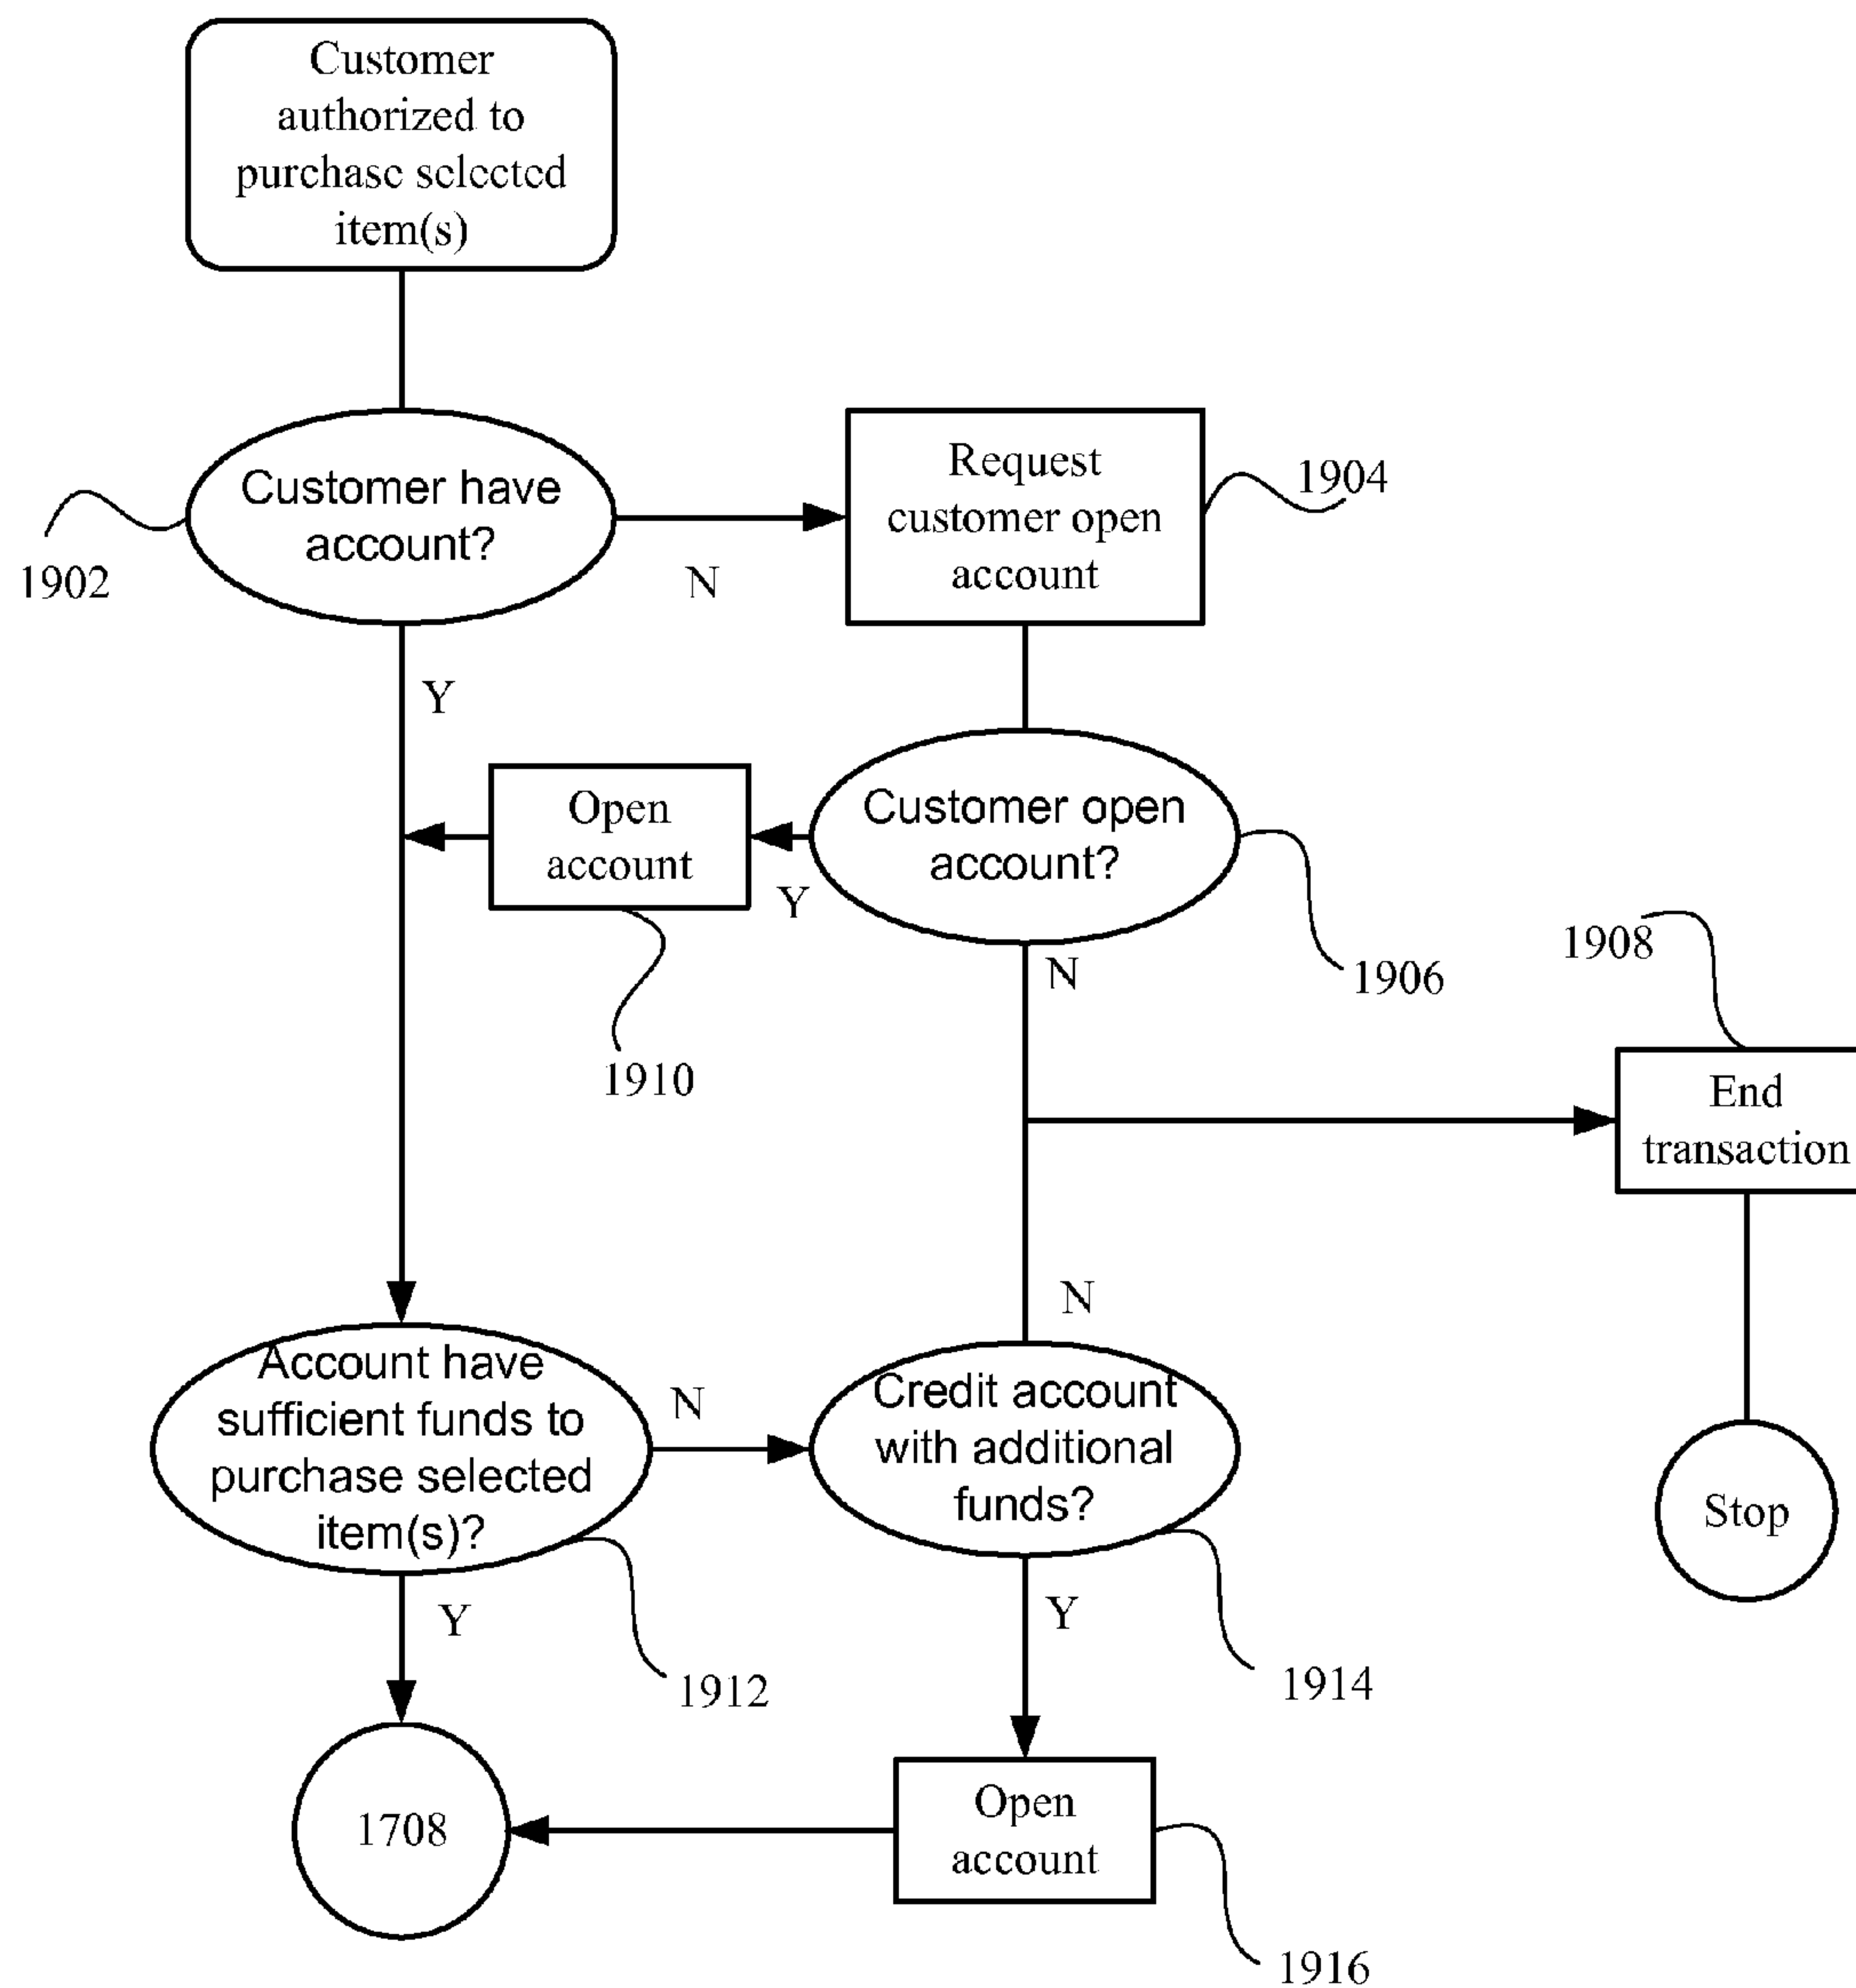 Customer
authorized to
purchase selected
item(s)
Customer have
account?
1902
N
Request
customer open
account
1904
Y
Open
account
Y
Customer open
account?
N
1906
1908
1910
End
transaction
N
Account have
sufficient funds to
purchase selected
item(s)?
N
Credit account
with additional
funds?
Stop
Y
1912
Y
1914
1708
Open
account
1916